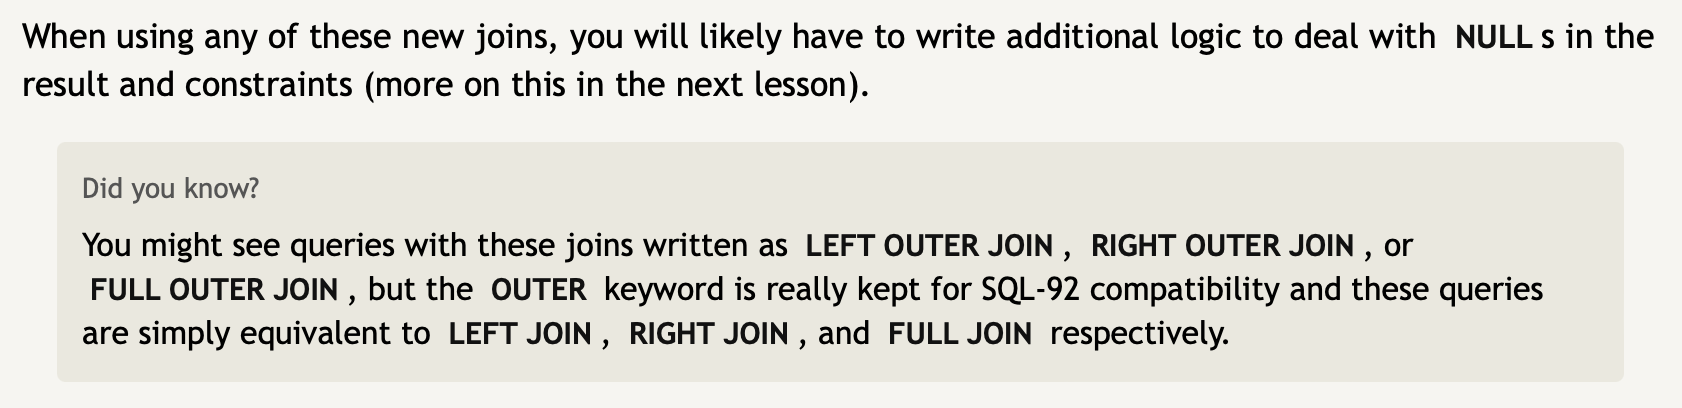 When using any of these new joins, you will likely have to write additional logic to deal with NULL s in the
result and constraints (more on this in the next lesson).
Did you know?
You might see queries with these joins written as LEFT OUTER JOIN , RIGHT OUTER JOIN , or
FULL OUTER JOIN , but the OUTER keyword is really kept for SQL-92 compatibility and these queries
are simply equivalent to LEFT JOIN , RIGHT JOIN , and FULL JOIN respectively.